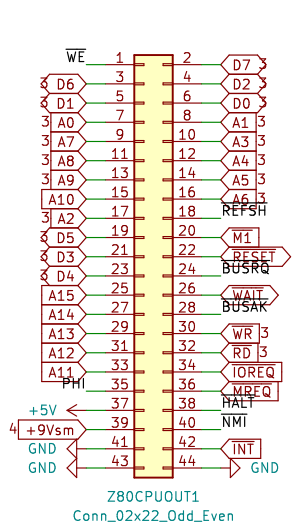 WE 1 2 D7 3
3 D6 3 4 D2 3
3 D1 5 6 D0 3
3 A0 7 8 A1 3
3 A7 9 10 A3 3
3 A8 11 12 A4 3
3 A9 13 14 A5 3
A10 15 16 A6 3
3 A2 17 18 REFSH
3 D5 19 20 M1
3 D3 21 22 RESET
3 D4 23 24 BUSRQ
A15 25 26 WAIT
A14 27 28 BUSAK
A13 29 30 WR 3
A12 31 32 RD 3
A11 33 34 IOREQ
PHI 35 36 MREQ
+5V 37 38 HALT
4 +9Vsm 39 40 NMI
GND 41 42 INT
GND 43 44 GND
Z80CPUOUT1
Conn_02x22_Odd_Even